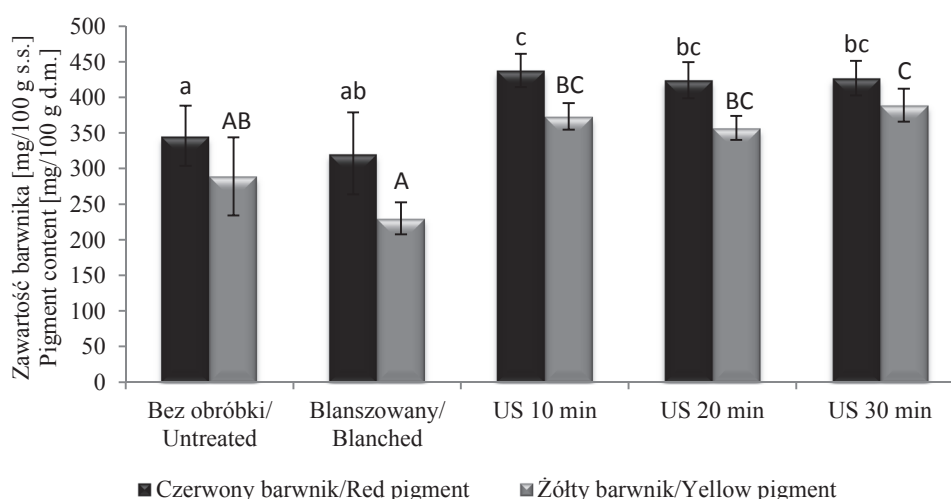 Zawartość barwnika [mg/100 g s.s.]
Pigment content [mg/100 g d.m.]
500
450
400
350
300
250
200
150
100
50
0
a
AB
ab
A
c
BC
bc
BC
bc
C
Bez obróbki/
Untreated
Blanszowany/
Blanched
US 10 min
US 20 min
US 30 min
Czerwony barwnik/Red pigment
Żółty barwnik/Yellow pigment